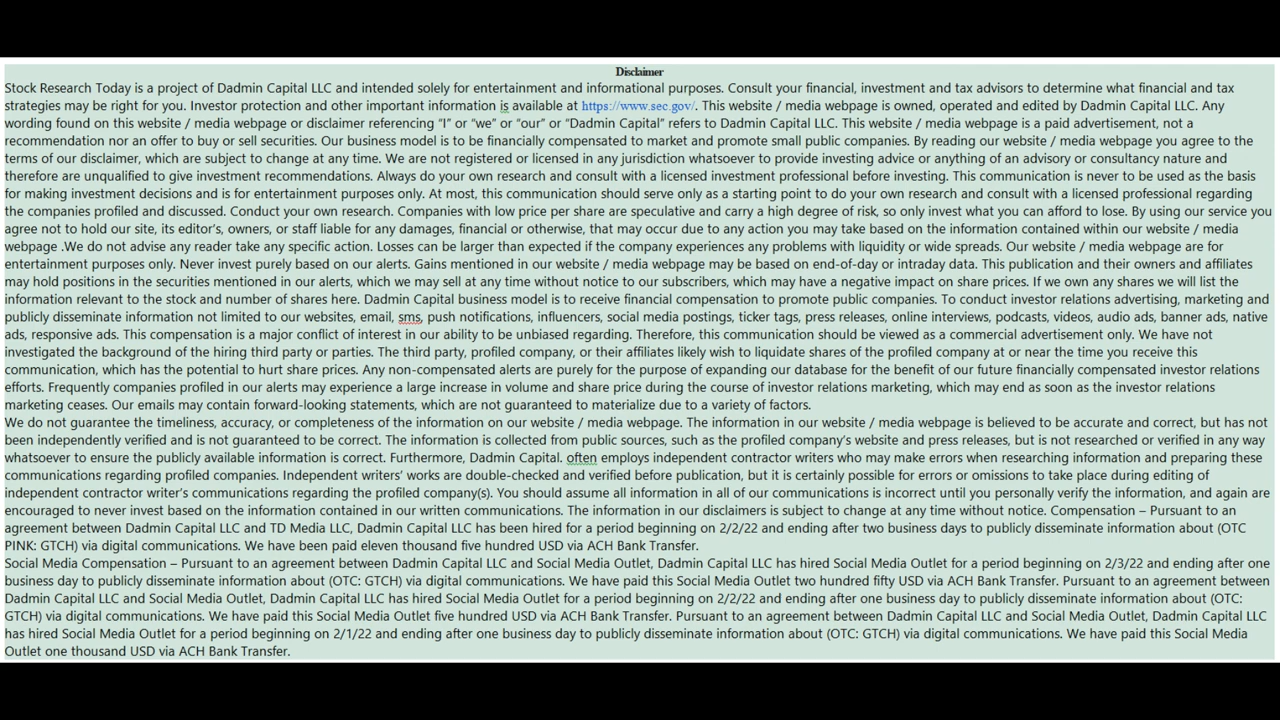 Disclaimer
Stock Research Today is a project of Dadmin Capital LLC and intended solely for entertainment and informational purposes. Consult your financial, investment and tax advisors to determine what financial and tax
strategies may be right for you. Investor protection and other important information is available at https://www.sec.gov/. This website / media webpage is owned, operated and edited by Dadmin Capital LLC. Any
wording found on this website / media webpage or disclaimer referencing “I” or “we” or “our” or “Dadmin Capital” refers to Dadmin Capital LLC. This website / media webpage is a paid advertisement, not a
recommendation nor an offer to buy or sell securities. Our business model is to be financially compensated to market and promote small public companies. By reading our website / media webpage you agree to the
terms of our disclaimer, which are subject to change at any time. We are not registered or licensed in any jurisdiction whatsoever to provide investing advice or anything of an advisory or consultancy nature and
therefore are unqualified to give investment recommendations. Always do your own research and consult with a licensed investment professional before investing. This communication is never to be used as the basis
for making investment decisions and is for entertainment purposes only. At most, this communication should serve only as a starting point to do your own research and consult with a licensed professional regarding
the companies profiled and discussed. Conduct your own research. Companies with low price per share are speculative and carry a high degree of risk, so only invest what you can afford to lose. By using our service you
agree not to hold our site, its editor’s, owners, or staff liable for any damages, financial or otherwise, that may occur due to any action you may take based on the information contained within our website / media
webpage .We do not advise any reader take any specific action. Losses can be larger than expected if the company experiences any problems with liquidity or wide spreads. Our website / media webpage are for
entertainment purposes only. Never invest purely based on our alerts. Gains mentioned in our website / media webpage may be based on end-of-day or intraday data. This publication and their owners and affiliates
may hold positions in the securities mentioned in our alerts, which we may sell at any time without notice to our subscribers, which may have a negative impact on share prices. If we own any shares we will list the
information relevant to the stock and number of shares here. Dadmin Capital business model is to receive financial compensation to promote public companies. To conduct investor relations advertising, marketing and
publicly disseminate information not limited to our websites, email, sms, push notifications, influencers, social media postings, ticker tags, press releases, online interviews, podcasts, videos, audio ads, banner ads, native
ads, responsive ads. This compensation is a major conflict of interest in our ability to be unbiased regarding. Therefore, this communication should be viewed as a commercial advertisement only. We have not
investigated the background of the hiring third party or parties. The third party, profiled company, or their affiliates likely wish to liquidate shares of the profiled company at or near the time you receive this
communication, which has the potential to hurt share prices. Any non-compensated alerts are purely for the purpose of expanding our database for the benefit of our future financially compensated investor relations
efforts. Frequently companies profiled in our alerts may experience a large increase in volume and share price during the course of investor relations marketing, which may end as soon as the investor relations
marketing ceases. Our emails may contain forward-looking statements, which are not guaranteed to materialize due to a variety of factors.
We do not guarantee the timeliness, accuracy, or completeness of the information on our website / media webpage. The information in our website / media webpage is believed to be accurate and correct, but has not
been independently verified and is not guaranteed to be correct. The information is collected from public sources, such as the profiled company’s website and press releases, but is not researched or verified in any way
whatsoever to ensure the publicly available information is correct. Furthermore, Dadmin Capital. often employs independent contractor writers who may make errors when researching information and preparing these
communications regarding profiled companies. Independent writers’ works are double-checked and verified before publication, but it is certainly possible for errors or omissions to take place during editing of
independent contractor writer’s communications regarding the profiled company(s). You should assume all information in all of our communications is incorrect until you personally verify the information, and again are
encouraged to never invest based on the information contained in our written communications. The information in our disclaimers is subject to change at any time without notice. Compensation – Pursuant to an
agreement between Dadmin Capital LLC and TD Media LLC, Dadmin Capital LLC has been hired for a period beginning on 2/2/22 and ending after two business days to publicly disseminate information about (OTC
PINK: GTCH) via digital communications. We have been paid eleven thousand five hundred USD via ACH Bank Transfer.
Social Media Compensation – Pursuant to an agreement between Dadmin Capital LLC and Social Media Outlet, Dadmin Capital LLC has hired Social Media Outlet for a period beginning on 2/3/22 and ending after one
business day to publicly disseminate information about (OTC: GTCH) via digital communications. We have paid this Social Media Outlet two hundred fifty USD via ACH Bank Transfer. Pursuant to an agreement between
Dadmin Capital LLC and Social Media Outlet, Dadmin Capital LLC has hired Social Media Outlet for a period beginning on 2/2/22 and ending after one business day to publicly disseminate information about (OTC:
GTCH) via digital communications. We have paid this Social Media Outlet five hundred USD via ACH Bank Transfer. Pursuant to an agreement between Dadmin Capital LLC and Social Media Outlet, Dadmin Capital LLC
has hired Social Media Outlet for a period beginning on 2/1/22 and ending after one business day to publicly disseminate information about (OTC: GTCH) via digital communications. We have paid this Social Media
Outlet one thousand USD via ACH Bank Transfer.